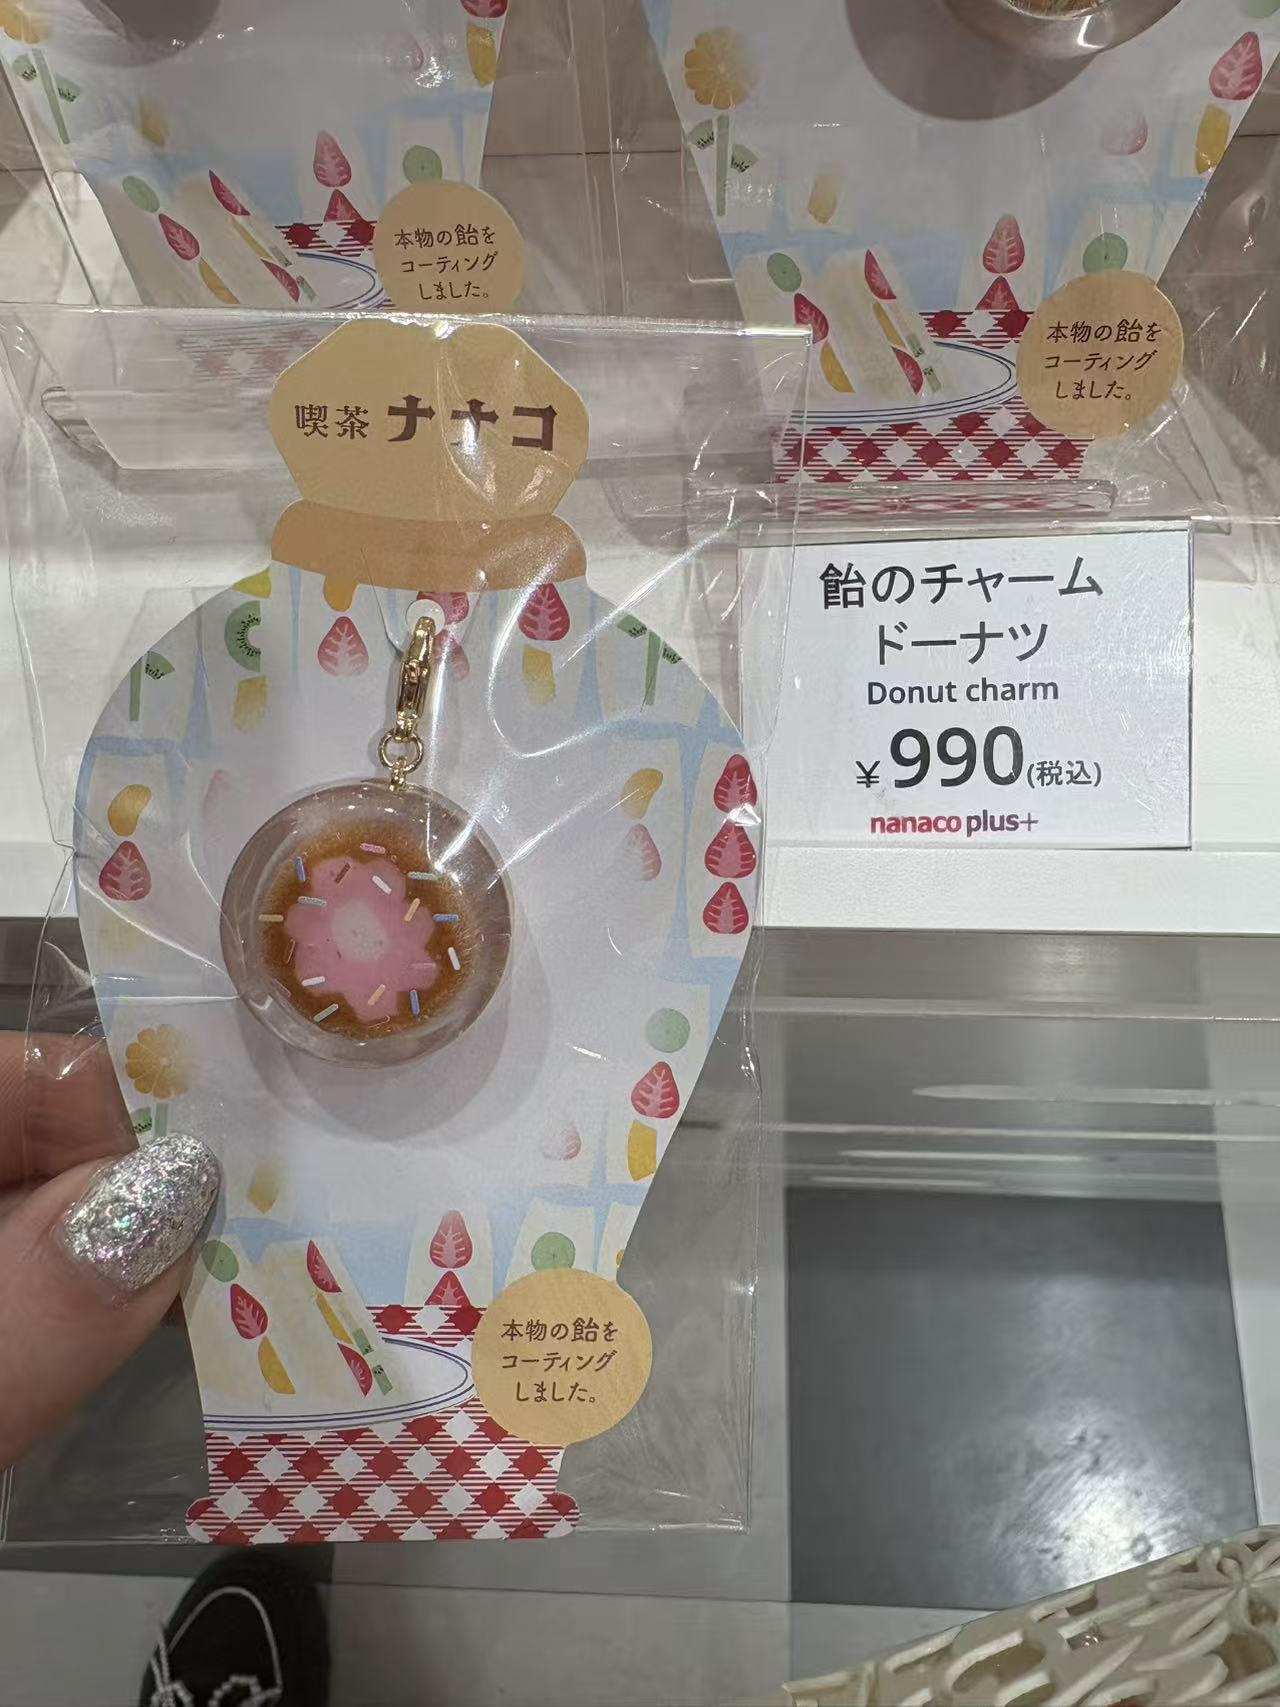 本物の飴を
コーティング
しました。
本物の飴を
コーティング
しました。
喫茶 ナナコ
飴のチャーム
ドーナツ
Donut charm
¥990(税込)
nanaco plus+
本物の飴を
コーティング
しました。